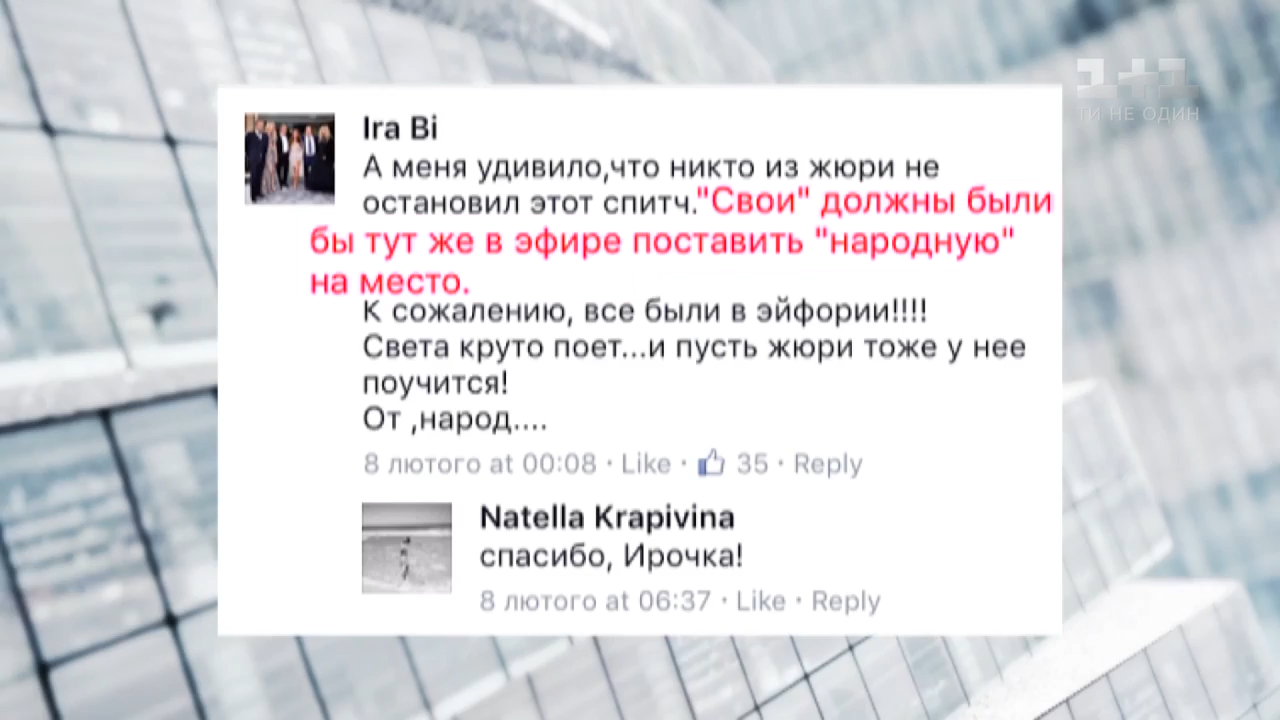 1+1
ТИ НЕ ОДИН
Ira Bi
А меня удивило,что никто из жюри не
остановил этот спитч."Свои" должны были
бы тут же в эфире поставить "народную"
на место.
К сожалению, все были в эйфории!!!!
Света круто поет...и пусть жюри тоже у нее
поучится!
От ,народ....
8 лютого at 00:08 · Like · 35 · Reply
Natella Krapivina
спасибо, Ирочка!
8 лютого at 06:37 · Like · Reply